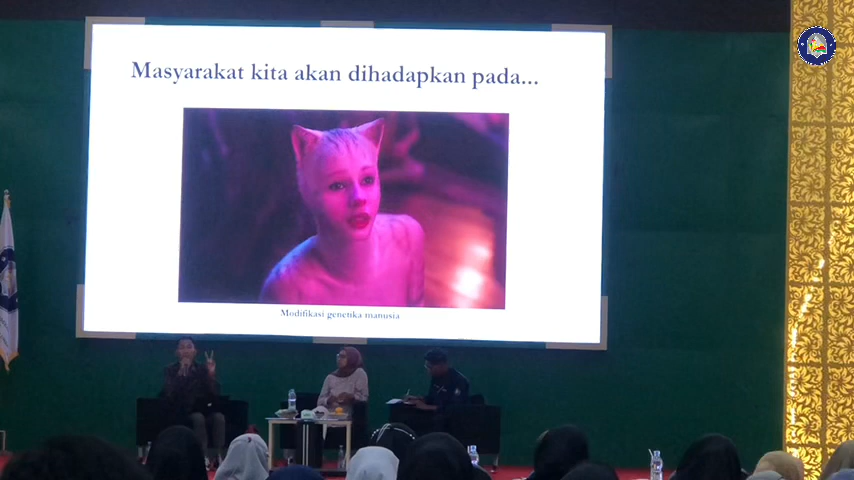 Masyarakat kita akan dihadapkan pada...
Modifikasi genetika manusia